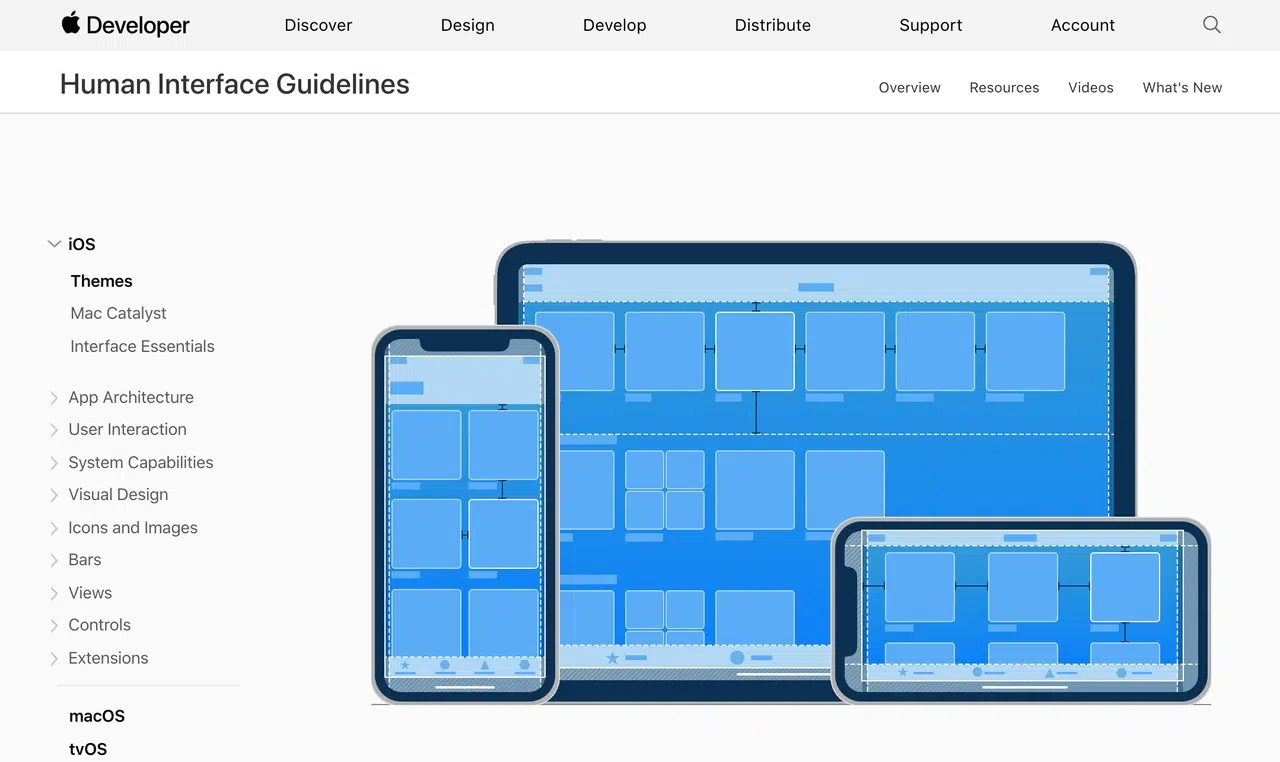 Developer
Discover
Design
Develop
Distribute
Support
Account
Human Interface Guidelines
Overview
Resources
Videos
What's New
iOS
Themes
Mac Catalyst
Interface Essentials
App Architecture
User Interaction
System Capabilities
Visual Design
Icons and Images
Bars
Views
Controls
Extensions
macOS
tvOS